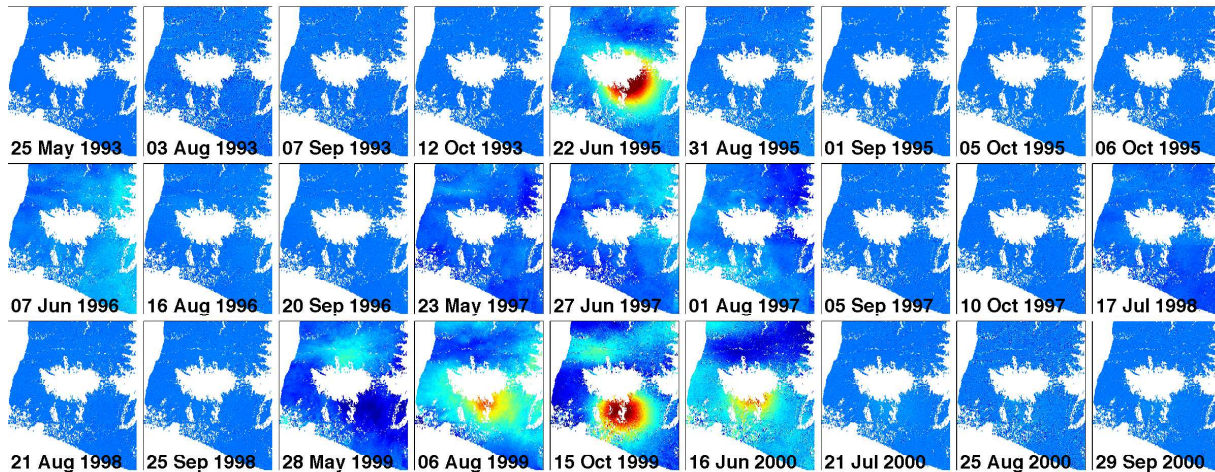 25 May 1993 03 Aug 1993 07 Sep 1993 12 Oct 1993 22 Jun 1995 31 Aug 1995 01 Sep 1995 05 Oct 1995 06 Oct 1995
07 Jun 1996 16 Aug 1996 20 Sep 1996 23 May 1997 27 Jun 1997 01 Aug 1997 05 Sep 1997 10 Oct 1997 17 Jul 1998
21 Aug 1998 25 Sep 1998 28 May 1999 06 Aug 1999 15 Oct 1999 16 Jun 2000 21 Jul 2000 25 Aug 2000 29 Sep 2000